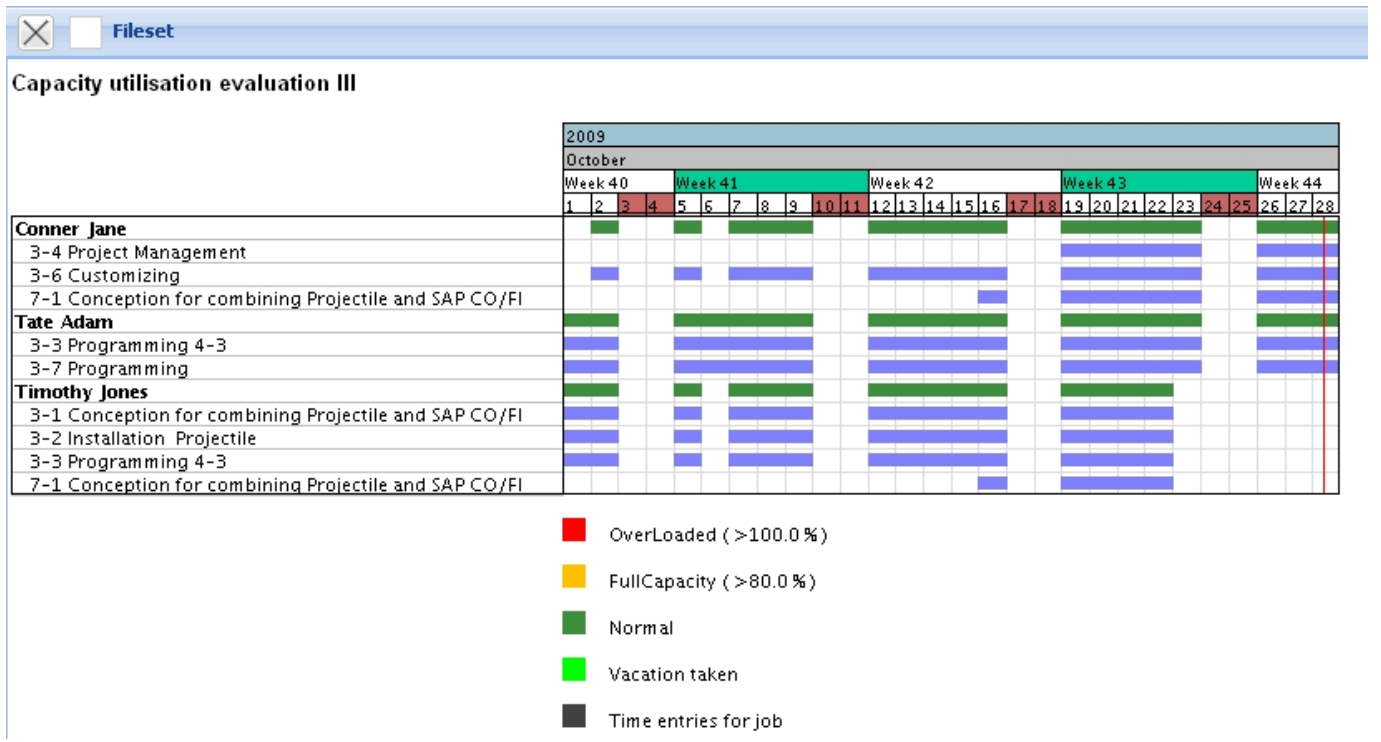 Fileset
Capacity utilisation evaluation III
2009
October
Week 40 Week 41 Week 42 Week 43 Week 44
1 2 3 4 5 6 7 8 9 10 11 12 13 14 15 16 17 18 19 20 21 22 23 24 25 26 27 28
Conner Jane
3-4 Project Management
3-6 Customizing
7-1 Conception for combining Projectile and SAP CO/FI
Tate Adam
3-3 Programming 4-3
3-7 Programming
Timothy Jones
3-1 Conception for combining Projectile and SAP CO/FI
3-2 Installation Projectile
3-3 Programming 4-3
7-1 Conception for combining Projectile and SAP CO/FI
OverLoaded (>100.0%)
FullCapacity (>80.0%)
Normal
Vacation taken
Time entries for job